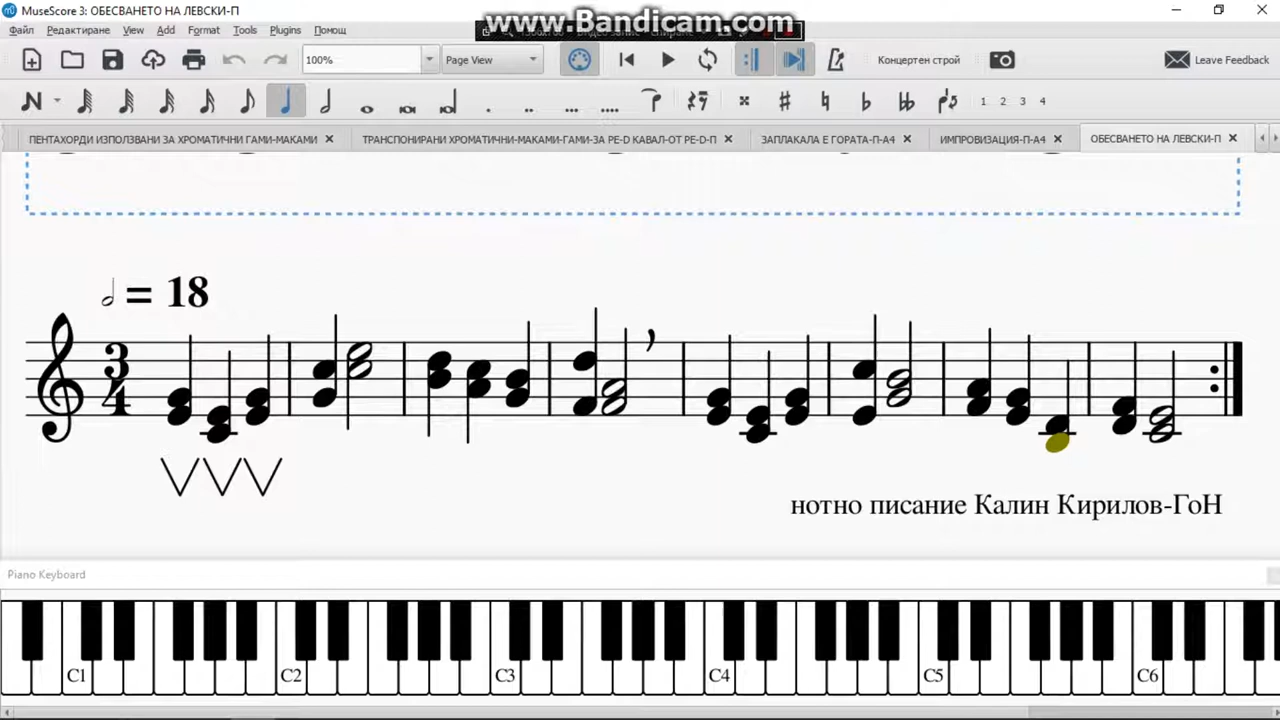 MuseScore 3: ОБЕСВАНЕТО НА ЛЕВСКИ-П
www.Bandicam.com
Файл Редактиране View Add Format Tools Plugins Помощ
100% Page View Концертен строй Leave Feedback
1 2 3 4
ПЕНТАХОРДИ ИЗПОЛЗВАНИ ЗА ХРОМАТИЧНИ ГАМИ-МАКАМИ ТРАНСПОНИРАНИ ХРОМАТИЧНИ-МАКАМИ-ГАМИ-ЗА РЕ-D КАВАЛ-ОТ РЕ-D-П ЗАПЛАКАЛА Е ГОРАТА-П-А4 ИМПРОВИЗАЦИЯ-П-А4 ОБЕСВАНЕТО НА ЛЕВСКИ-П
= 18
3
4
нотно писание Калин Кирилов-ГоН
Piano Keyboard
C1 C2 C3 C4 C5 C6